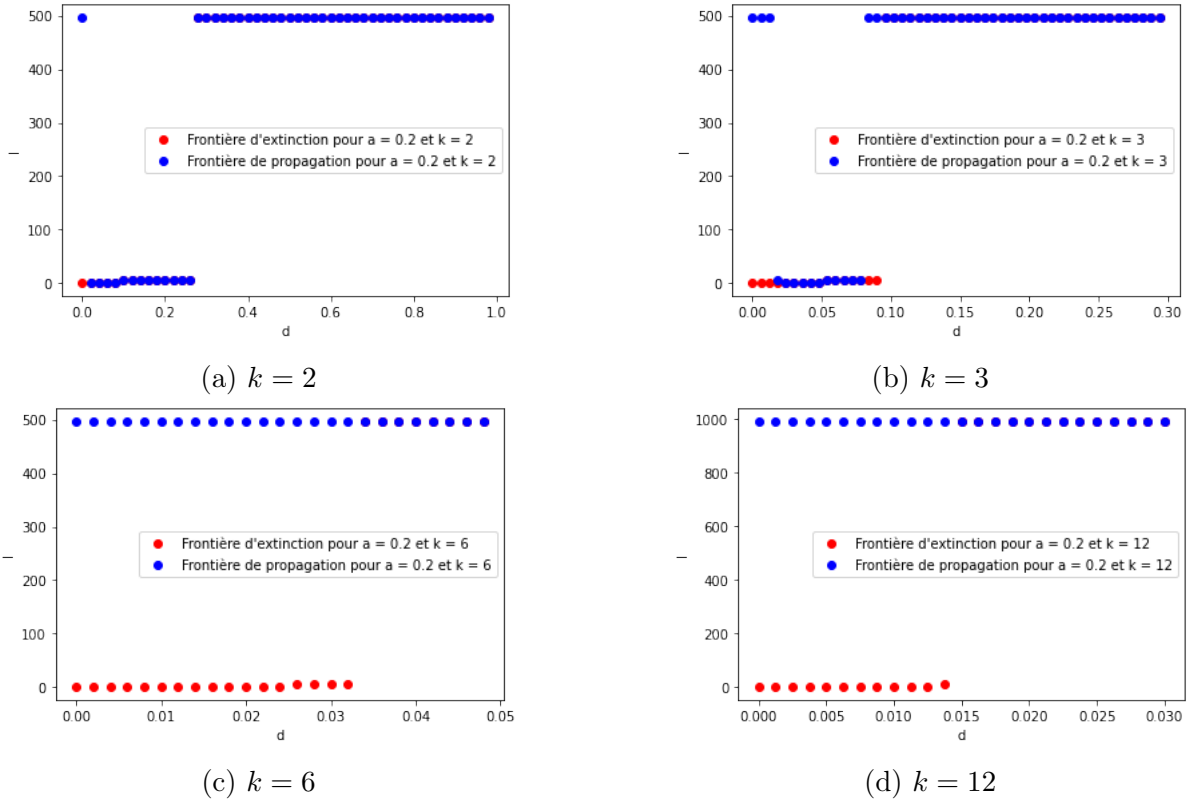 500
400
300
200
100
0
l
Frontière d'extinction pour a = 0.2 et k = 2
Frontière de propagation pour a = 0.2 et k = 2
0.0 0.2 0.4 0.6 0.8 1.0
d
(a) k = 2
500
400
300
200
100
0
l
Frontière d'extinction pour a = 0.2 et k = 3
Frontière de propagation pour a = 0.2 et k = 3
0.00 0.05 0.10 0.15 0.20 0.25 0.30
d
(b) k = 3
500
400
300
200
100
0
l
Frontière d'extinction pour a = 0.2 et k = 6
Frontière de propagation pour a = 0.2 et k = 6
0.00 0.01 0.02 0.03 0.04 0.05
d
(c) k = 6
1000
800
600
400
200
0
l
Frontière d'extinction pour a = 0.2 et k = 12
Frontière de propagation pour a = 0.2 et k = 12
0.000 0.005 0.010 0.015 0.020 0.025 0.030
d
(d) k = 12